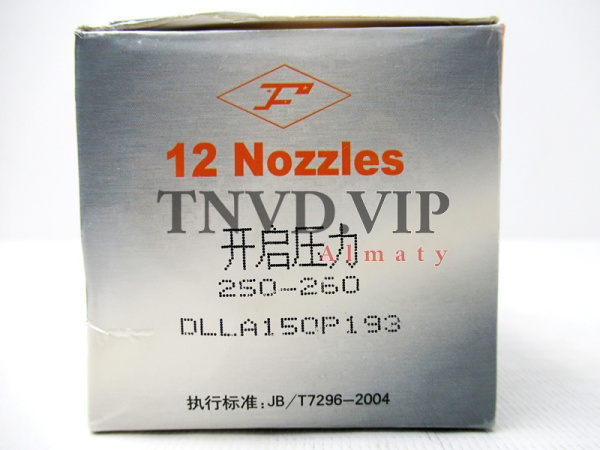 12 Nozzles
TNVD.VIP
开启压力
Almaty
250-260
DLLA150P193
执行标准：JB/T7296-2004